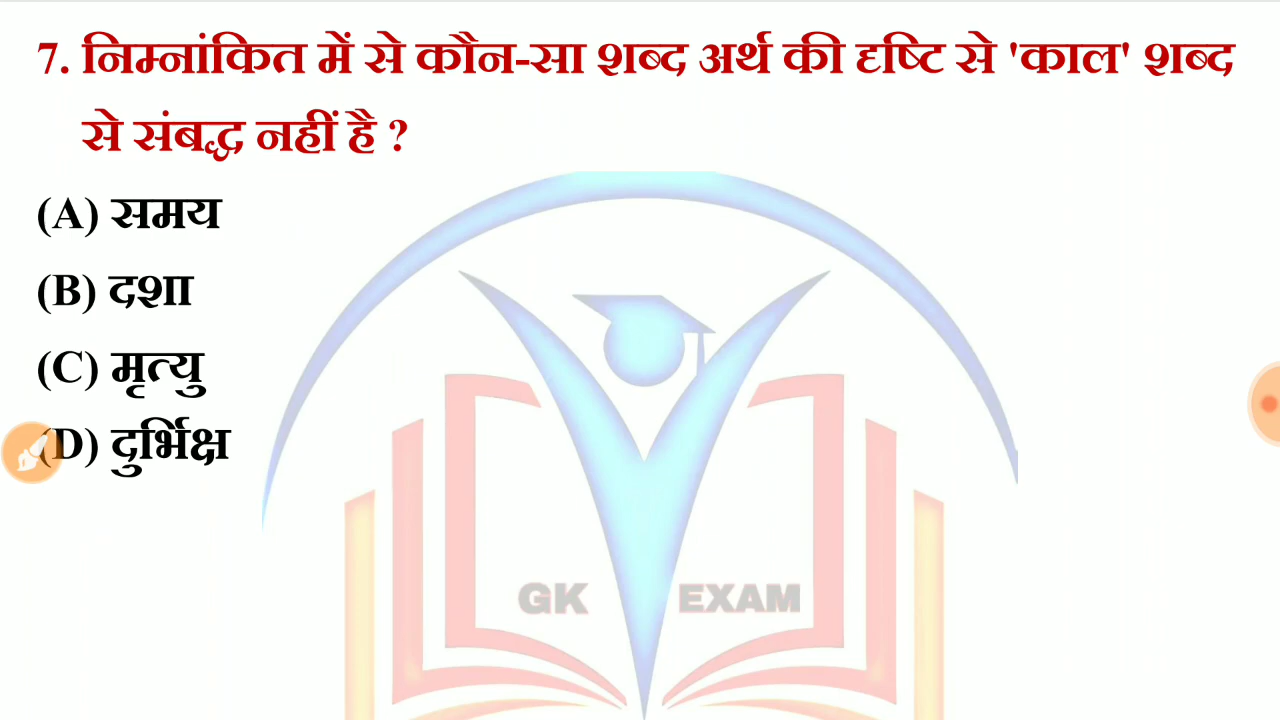 7. निम्नांकित में से कौन-सा शब्द अर्थ की दृष्टि से 'काल' शब्द
से संबद्ध नहीं है ?
(A) समय
(B) दशा
(C) मृत्यु
(D) दुर्भिक्ष
GK EXAM